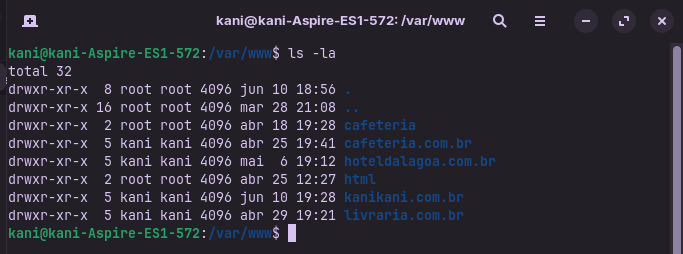 kani@kani-Aspire-ES1-572: /var/www
kani@kani-Aspire-ES1-572:/var/www$ ls -la
total 32
drwxr-xr-x  8 root root 4096 jun 10 18:56 .
drwxr-xr-x 16 root root 4096 mar 28 21:08 ..
drwxr-xr-x  2 root root 4096 abr 18 19:28 cafeteria
drwxr-xr-x  5 kani kani 4096 abr 25 19:41 cafeteria.com.br
drwxr-xr-x  5 kani kani 4096 mai  6 19:12 hoteldalagoa.com.br
drwxr-xr-x  2 root root 4096 abr 25 12:27 html
drwxr-xr-x  5 kani kani 4096 jun 10 19:28 kanikani.com.br
drwxr-xr-x  5 kani kani 4096 abr 29 19:21 livraria.com.br
kani@kani-Aspire-ES1-572:/var/www$